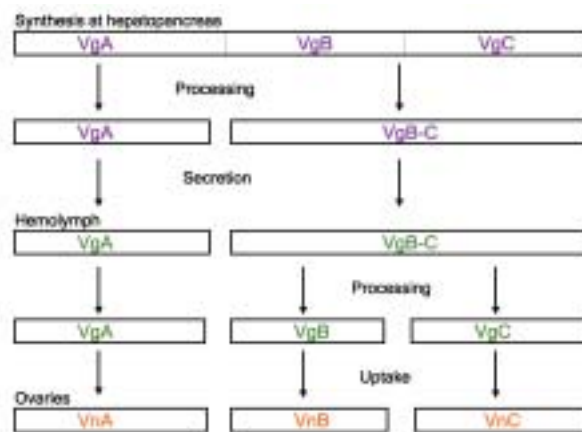 Synthesis at hepatopancreas
VgA VgB VgC
Processing
VgA VgB-C
Secretion
Hemolymph
VgA VgB-C
Processing
VgA VgB VgC
Uptake
Ovaries
VnA VnB VnC